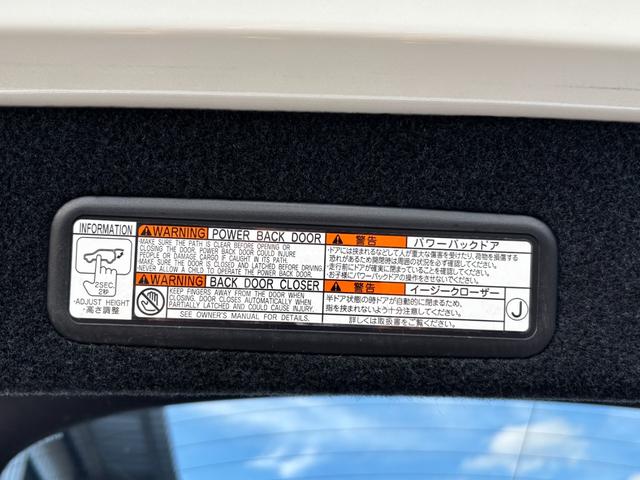 INFORMATION
2SEC
2秒
-ADJUST HEIGHT
-高さ調整
WARNING POWER BACK DOOR
MAKE SURE THE PATH IS CLEAR BEFORE OPENING OR
CLOSING THE DOOR. POWER BACK DOOR COULD INJURE
PEOPLE OR DAMAGE CARGO IF CAUGHT IN ITS PATH.
MAKE SURE THE DOOR IS CLOSED AND LATCHED BEFORE DRIVING.
NEVER ALLOW A CHILD TO OPERATE THE POWER BACK DOOR.
WARNING BACK DOOR CLOSER
KEEP FINGERS AWAY FROM THE DOOR WHEN
CLOSING. DOOR CLOSES AUTOMATICALLY WHEN
PARTIALLY LATCHED AND COULD CAUSE INJURY.
SEE OWNER'S MANUAL FOR DETAILS.
警告 パワーバックドア
・ドアには挟まれるなどして人が重大な傷害を受けたり、荷物を損傷する
恐れがあるため開閉時は周囲の状況を必ず確認してください。
・走行前にドアが確実に閉まっていることを確認してください。
・お子様にパワーバックドアの操作をさせないでください。
警告 イージークローザー
半ドア状態の時ドアが自動的に閉まるため、
指を挟まれないよう十分注意してください。
詳しくは取扱書をご覧ください。
J